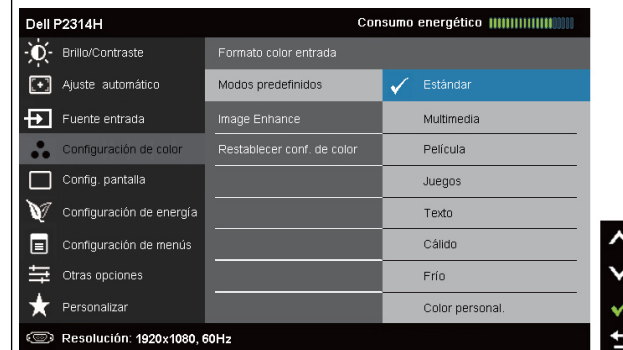 Dell P2314H Consumo energético
Brillo/Contraste Formato color entrada
Ajuste automático Modos predefinidos Estándar
Fuente entrada Image Enhance Multimedia
Configuración de color Restablecer conf. de color Película
Config. pantalla Juegos
Configuración de energía Texto
Configuración de menús Cálido
Otras opciones Frío
Personalizar Color personal.
Resolución: 1920x1080, 60Hz